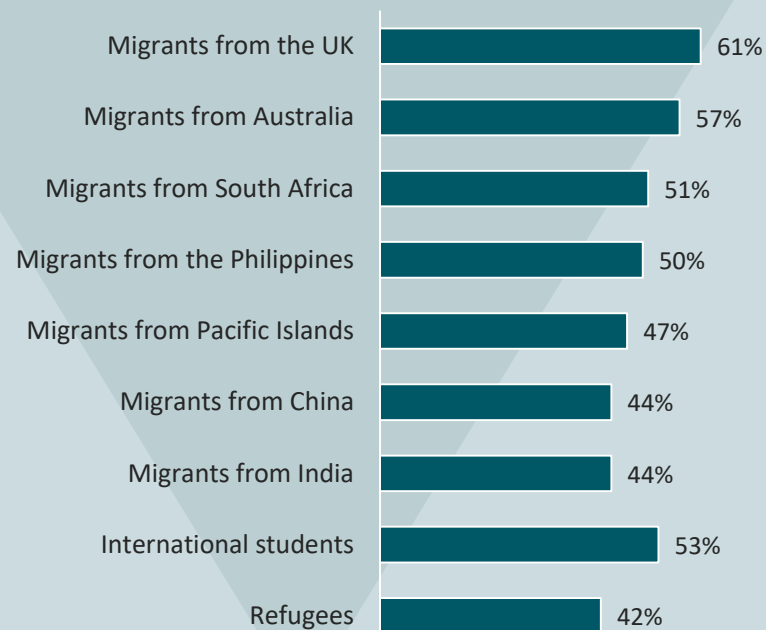 Migrants from the UK 61%
Migrants from Australia 57%
Migrants from South Africa 51%
Migrants from the Philippines 50%
Migrants from Pacific Islands 47%
Migrants from China 44%
Migrants from India 44%
International students 53%
Refugees 42%